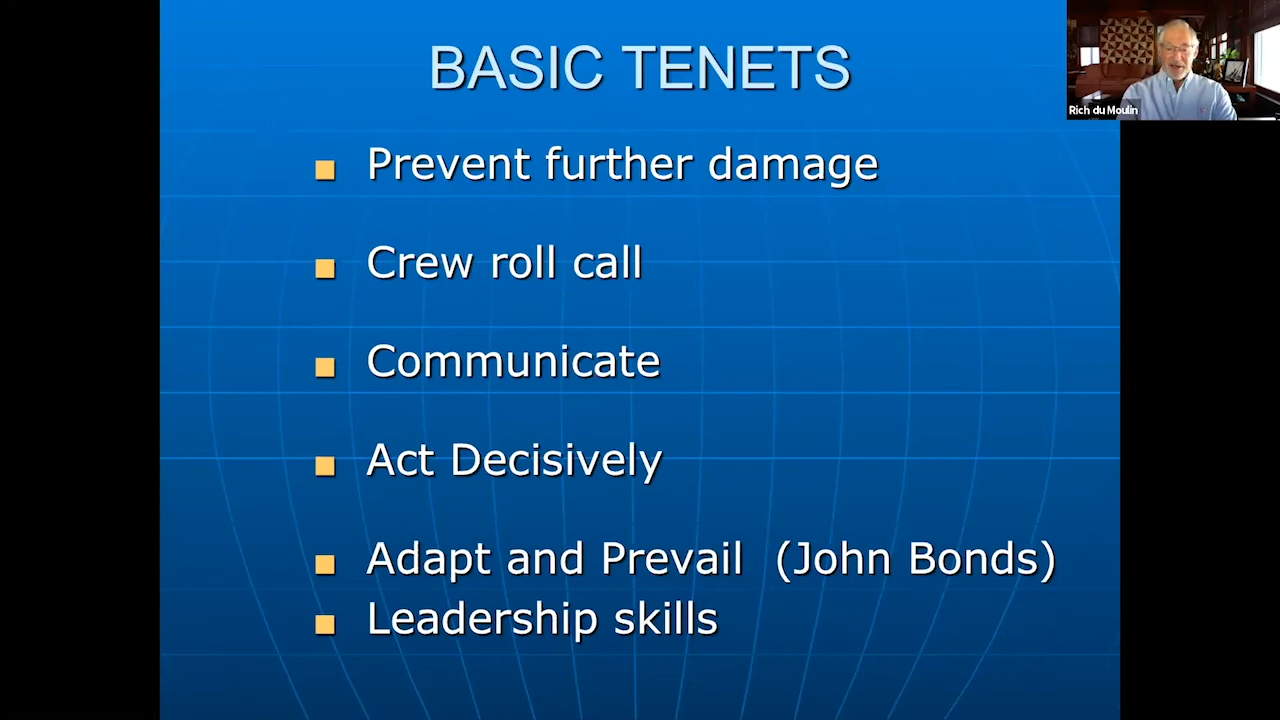 BASIC TENETS
Rich du Moulin
Prevent further damage
Crew roll call
Communicate
Act Decisively
Adapt and Prevail (John Bonds)
Leadership skills